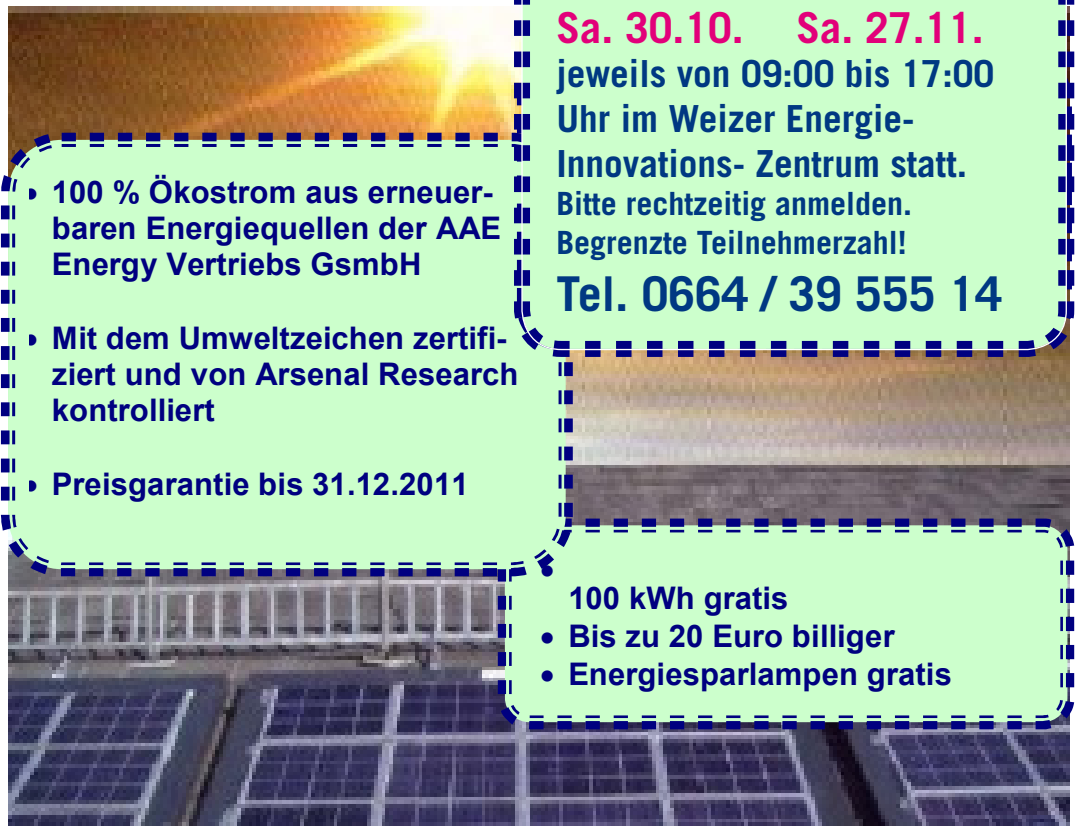 Sa. 30.10. Sa. 27.11.
jeweils von 09:00 bis 17:00
Uhr im Weizer Energie-
Innovations- Zentrum statt.
Bitte rechtzeitig anmelden.
Begrenzte Teilnehmerzahl!
Tel. 0664 / 39 555 14
• 100 % Ökostrom aus erneuer-
baren Energiequellen der AAE
Energy Vertriebs GsmbH
• Mit dem Umweltzeichen zertifi-
ziert und von Arsenal Research
kontrolliert
• Preisgarantie bis 31.12.2011
•
100 kWh gratis
• Bis zu 20 Euro billiger
• Energiesparlampen gratis